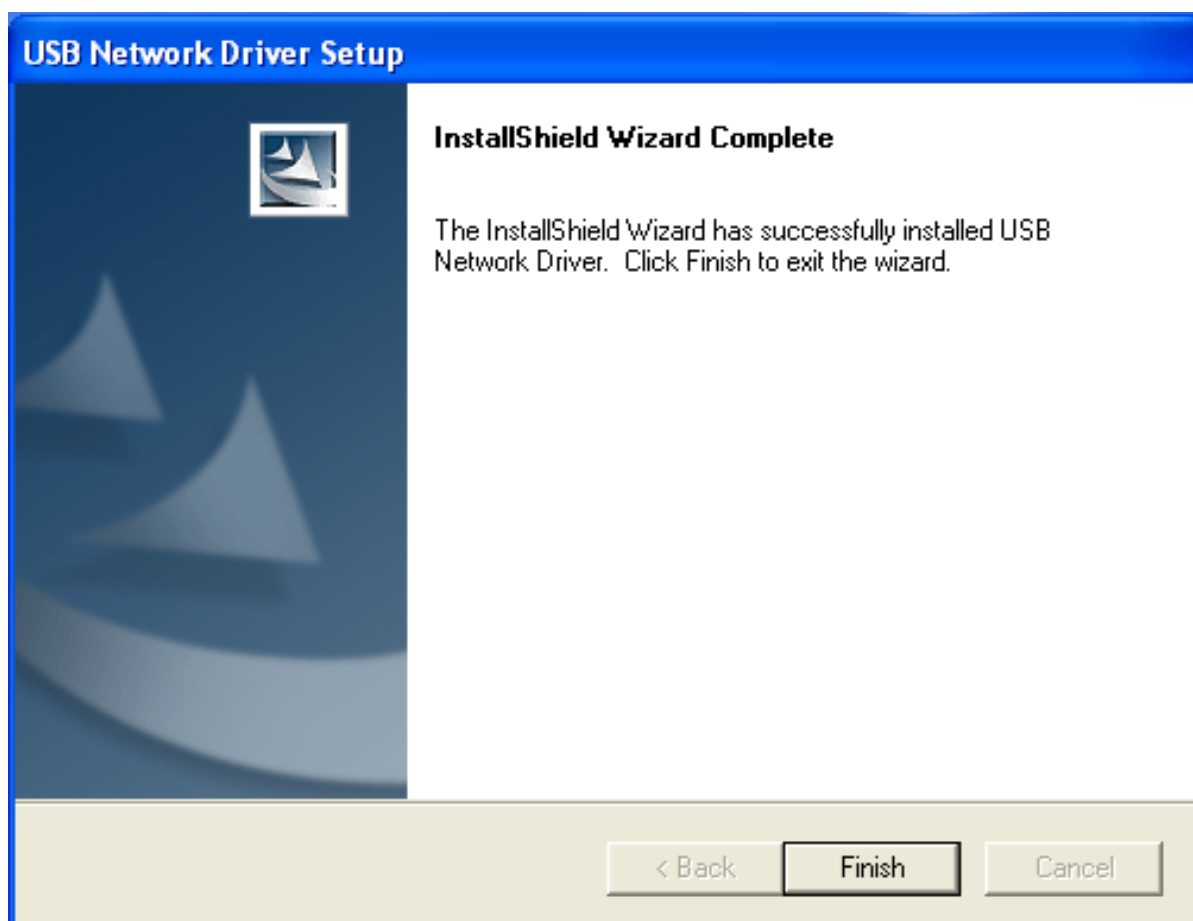 USB Network Driver Setup
InstallShield Wizard Complete
The InstallShield Wizard has successfully installed USB
Network Driver.  Click Finish to exit the wizard.
< Back
Finish
Cancel